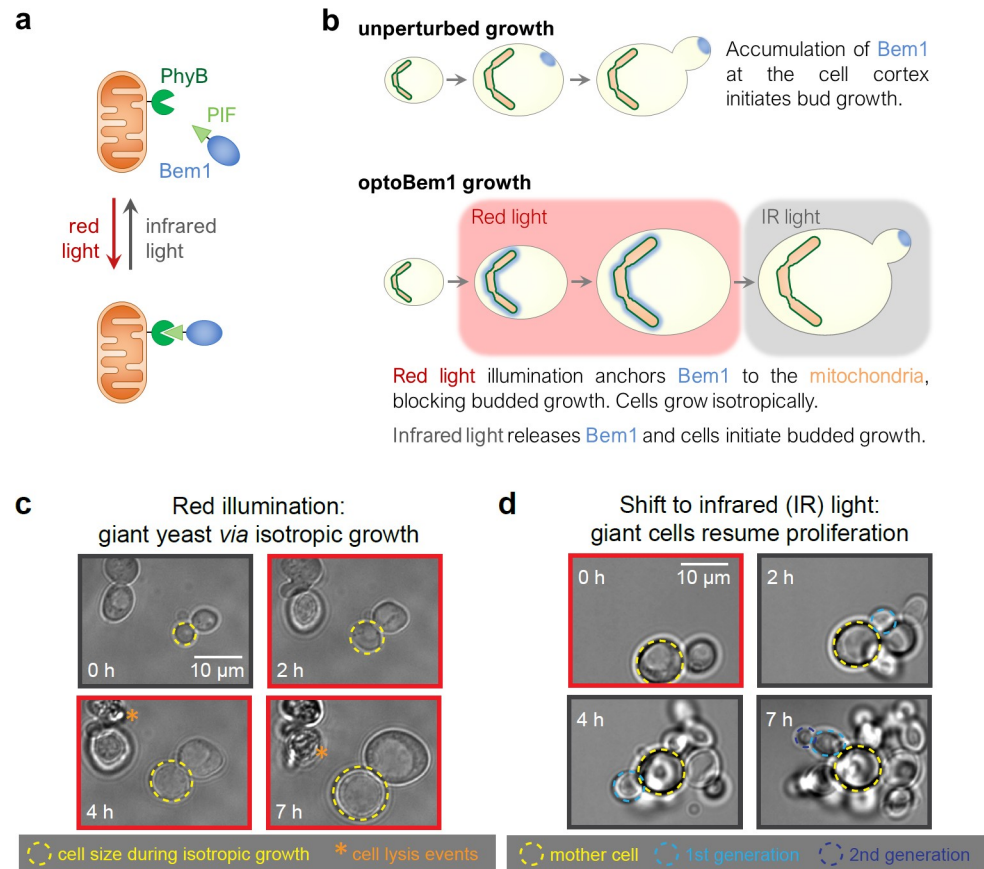 a
PhyB
PIF
Bem1
red
light
infrared
light
b
unperturbed growth
Accumulation of Bem1
at the cell cortex
initiates bud growth.
optoBem1 growth
Red light
IR light
Red light illumination anchors Bem1 to the mitochondria,
blocking budded growth. Cells grow isotropically.
Infrared light releases Bem1 and cells initiate budded growth.
c
Red illumination:
giant yeast via isotropic growth
0 h
10 µm
2 h
4 h
*
7 h
*
cell size during isotropic growth
* cell lysis events
d
Shift to infrared (IR) light:
giant cells resume proliferation
0 h
10 µm
2 h
4 h
7 h
mother cell
1st generation
2nd generation